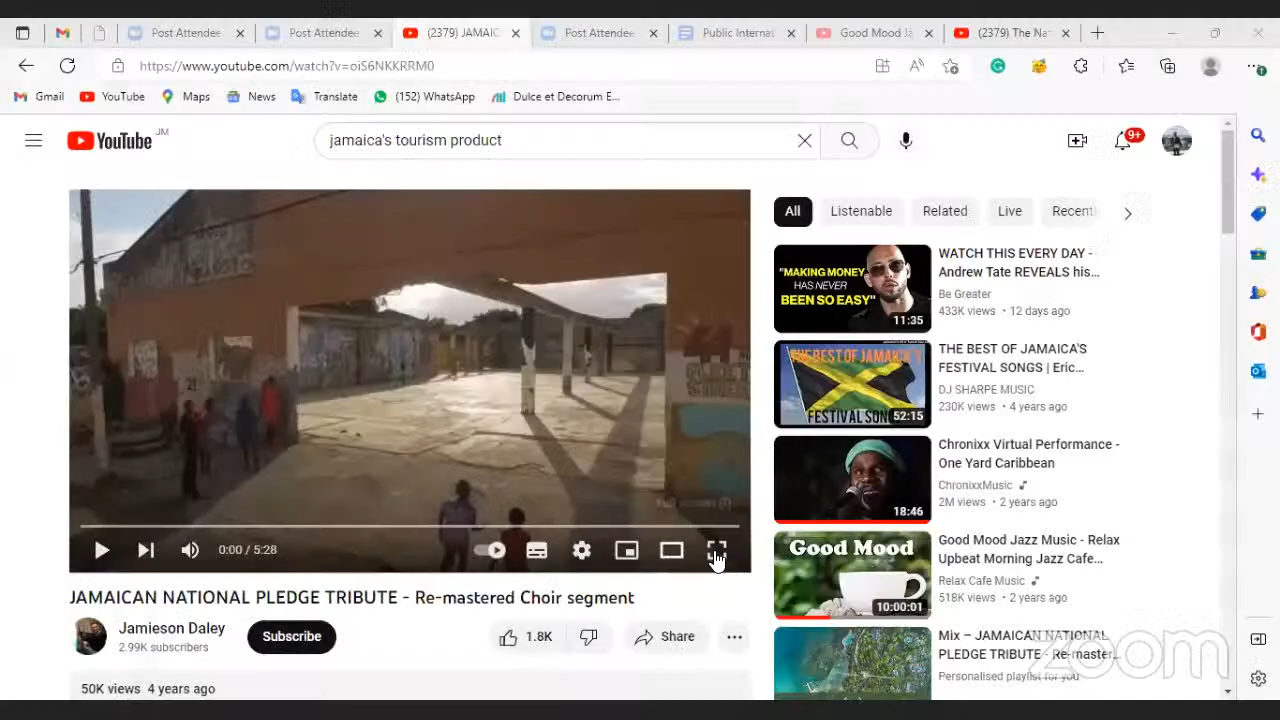 Post Attendee
Post Attendee
(2379) JAMAIC
Post Attendee
Public Internat
Good Mood Ja
(2379) The Nat
https://www.youtube.com/watch?v=oiS6NKKRRM0
Gmail
YouTube
Maps
News
Translate
(152) WhatsApp
Dulce et Decorum E...
YouTube JM
jamaica's tourism product
9+
All
Listenable
Related
Live
Recent
"MAKING MONEY
HAS NEVER
BEEN SO EASY"
11:35
WATCH THIS EVERY DAY -
Andrew Tate REVEALS his...
Be Greater
433K views • 12 days ago
THE BEST OF JAMAICA'S
FESTIVAL SON
52:15
THE BEST OF JAMAICA'S
FESTIVAL SONGS | Eric...
DJ SHARPE MUSIC
230K views • 4 years ago
18:46
Chronixx Virtual Performance -
One Yard Caribbean
ChronixxMusic
2M views • 2 years ago
Good Mood
10:00:01
Good Mood Jazz Music - Relax
Upbeat Morning Jazz Cafe...
Relax Cafe Music
518K views • 2 years ago
Mix – JAMAICAN NATIONAL
PLEDGE TRIBUTE - Re-master...
Personalised playlist for you
Full screen (f)
0:00 / 5:28
JAMAICAN NATIONAL PLEDGE TRIBUTE - Re-mastered Choir segment
Jamieson Daley
2.99K subscribers
Subscribe
1.8K
Share
50K views 4 years ago
zoom